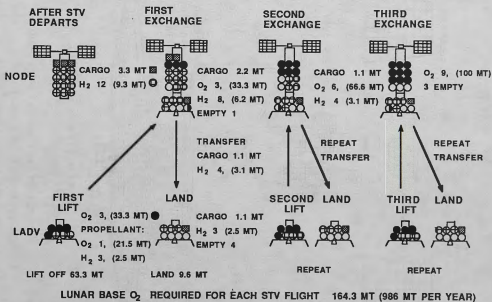 AFTER STV DEPARTS
FIRST EXCHANGE
SECOND EXCHANGE
THIRD EXCHANGE
NODE
CARGO 3.3 MT
H2 12 (9.3 MT)
CARGO 2.2 MT
O2 3, (33.3 MT)
H2 8, (6.2 MT)
EMPTY 1
CARGO 1.1 MT
O2 6, (66.6 MT)
H2 4 (3.1 MT)
O2 9, (100 MT)
3 EMPTY
TRANSFER
CARGO 1.1 MT
H2 4, (3.1 MT)
REPEAT TRANSFER
REPEAT TRANSFER
LADV
FIRST LIFT
O2 3, (33.3 MT)
PROPELLANT:
O2 1, (21.5 MT)
H2 3, (2.5 MT)
LAND
CARGO 1.1 MT
H2 3 (2.5 MT)
EMPTY 4
SECOND LIFT
LAND
THIRD LIFT
LAND
LIFT OFF 63.3 MT
LAND 9.6 MT
REPEAT
REPEAT
LUNAR BASE O2 REQUIRED FOR EACH STV FLIGHT 164.3 MT (986 MT PER YEAR)